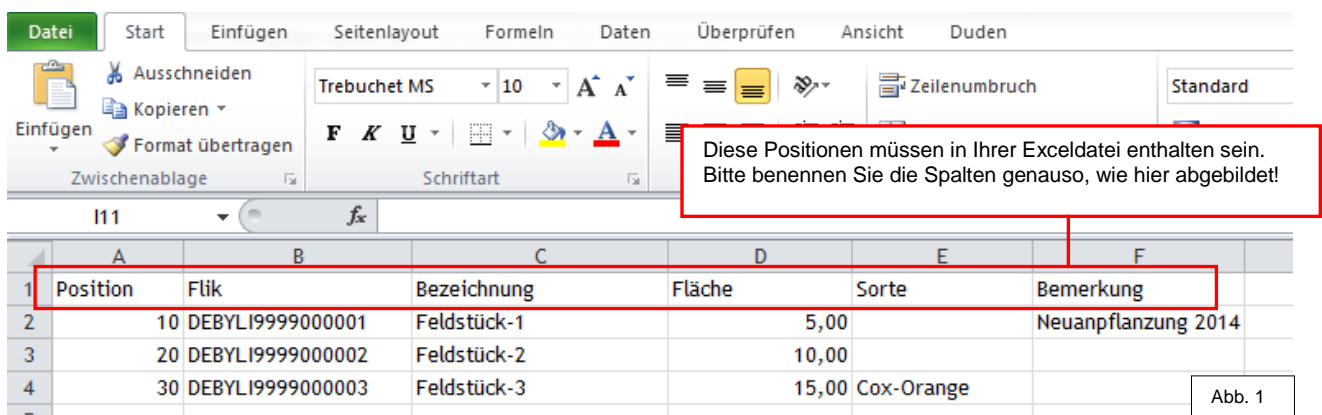 Datei Start Einfügen Seitenlayout Formeln Daten Überprüfen Ansicht Duden
Ausschneiden
Kopieren
Format übertragen
Einfügen
Zwischenablage
Trebuchet MS 10 A A
F K U A
Schriftart
Zeilenumbruch
Standard
Diese Positionen müssen in Ihrer Exceldatei enthalten sein.
Bitte benennen Sie die Spalten genauso, wie hier abgebildet!
I11 fx
A B C D E F
1 Position Flik Bezeichnung Fläche Sorte Bemerkung
2 10 DEBYLI9999000001 Feldstück-1 5,00 Neuanpflanzung 2014
3 20 DEBYLI9999000002 Feldstück-2 10,00
4 30 DEBYLI9999000003 Feldstück-3 15,00 Cox-Orange
Abb. 1